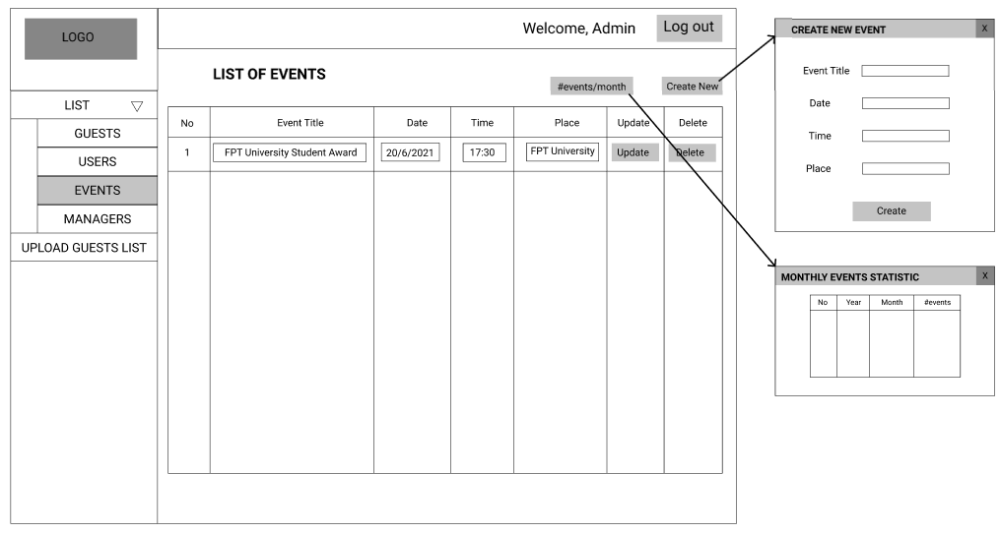 LOGO
Welcome, Admin
Log out
LIST
GUESTS
USERS
EVENTS
MANAGERS
UPLOAD GUESTS LIST
LIST OF EVENTS
#events/month
Create New
No Event Title Date Time Place Update Delete
1 FPT University Student Award 20/6/2021 17:30 FPT University Update Delete
CREATE NEW EVENT X
Event Title
Date
Time
Place
Create
MONTHLY EVENTS STATISTIC X
No Year Month #events